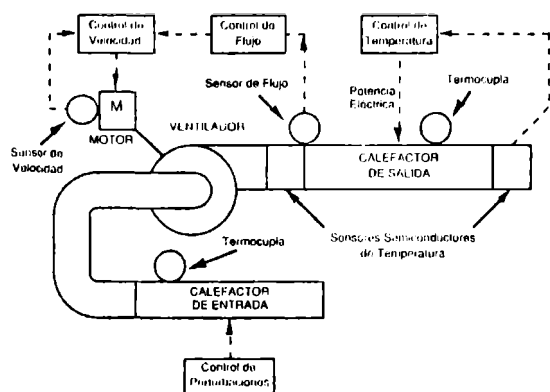 Control de
Velocidad
Control de
Flujo
Control de
Temperatura
Sensor de Flujo
Potencia
Eléctrica
Termocupla
M
MOTOR
VENTILADOR
Sensor de
Velocidad
CALEFACTOR
DE SALIDA
Sensores Semiconductores
de Temperatura
Termocupla
CALEFACTOR
DE ENTRADA
Control de
Perturbaciones